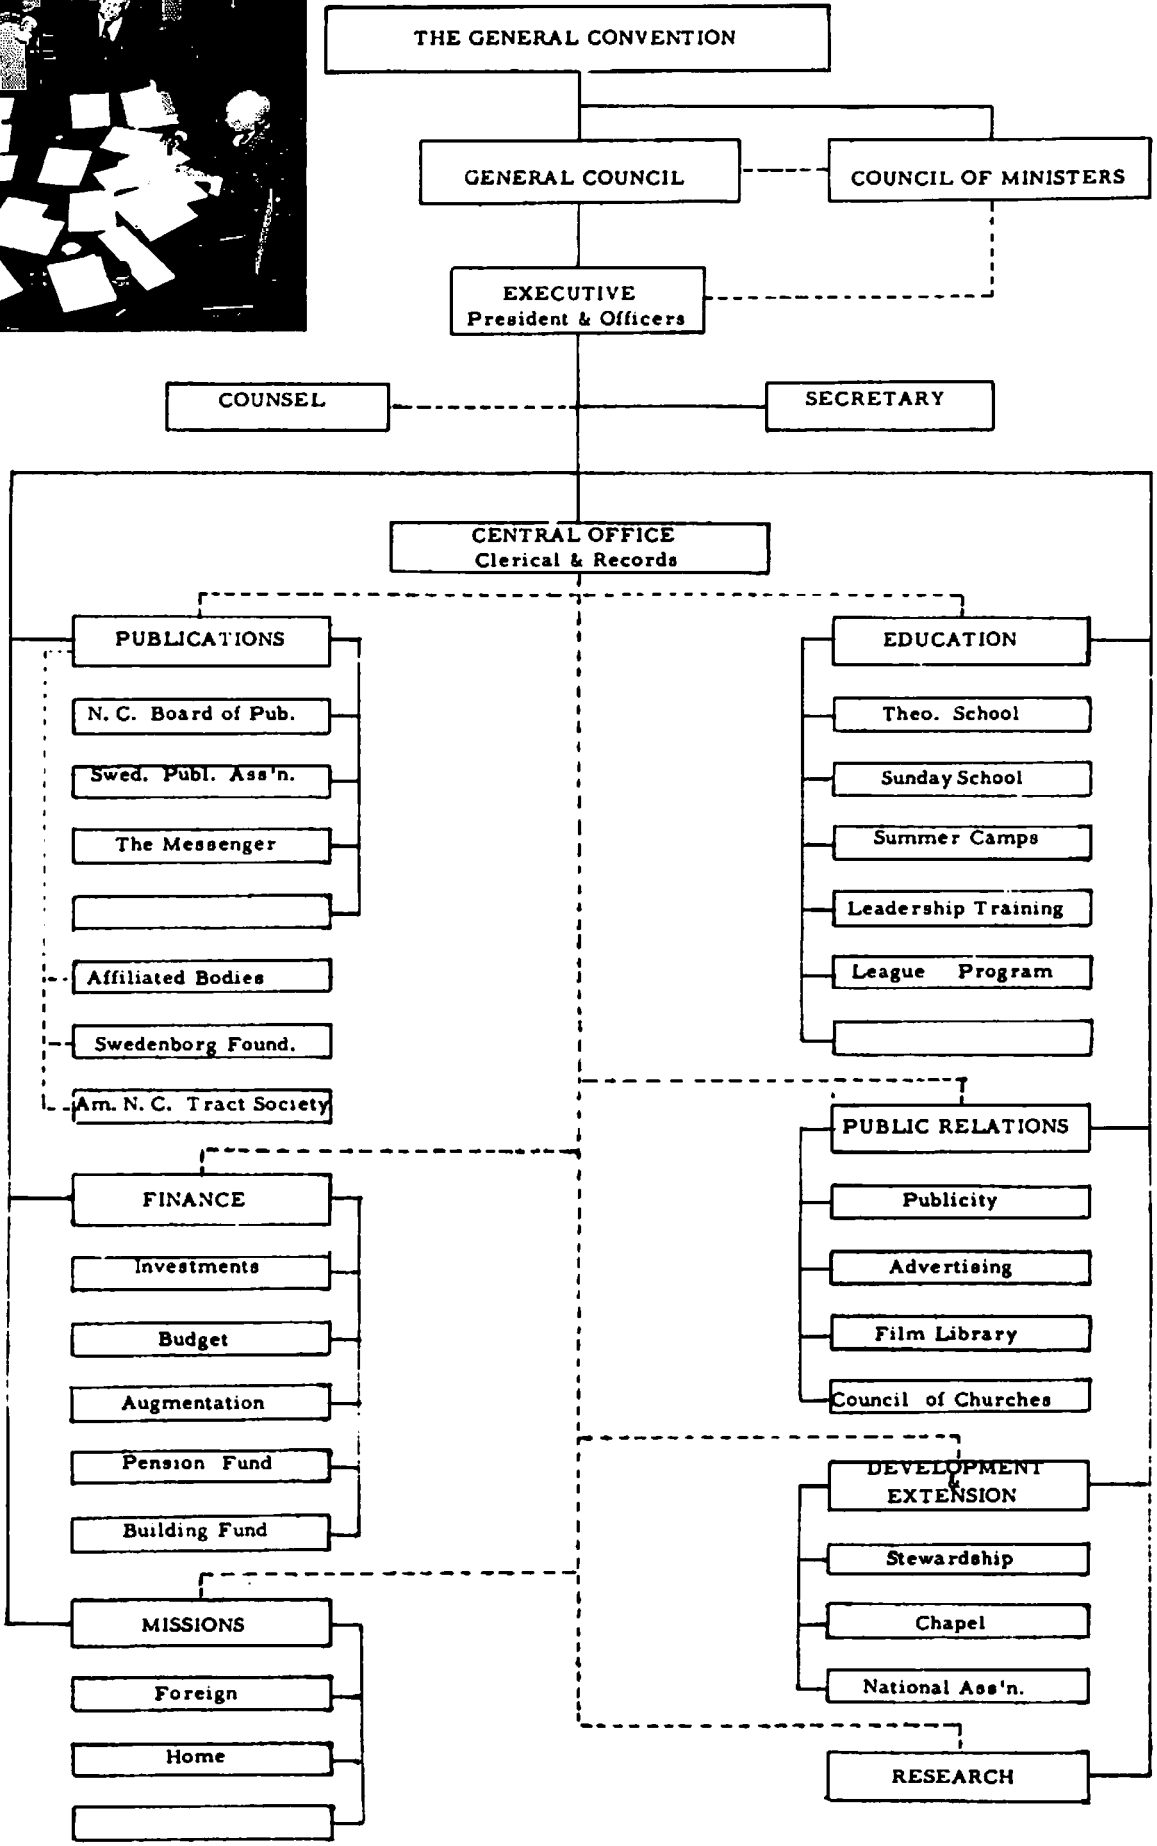 THE GENERAL CONVENTION
GENERAL COUNCIL
COUNCIL OF MINISTERS
EXECUTIVE
President & Officers
COUNSEL
SECRETARY
CENTRAL OFFICE
Clerical & Records
PUBLICATIONS
N. C. Board of Pub.
Swed. Publ. Ass'n.
The Messenger
Affiliated Bodies
Swedenborg Found.
Am. N. C. Tract Society
FINANCE
Investments
Budget
Augmentation
Pension Fund
Building Fund
MISSIONS
Foreign
Home
EDUCATION
Theo. School
Sunday School
Summer Camps
Leadership Training
League Program
PUBLIC RELATIONS
Publicity
Advertising
Film Library
Council of Churches
DEVELOPMENT
&
EXTENSION
Stewardship
Chapel
National Ass'n.
RESEARCH